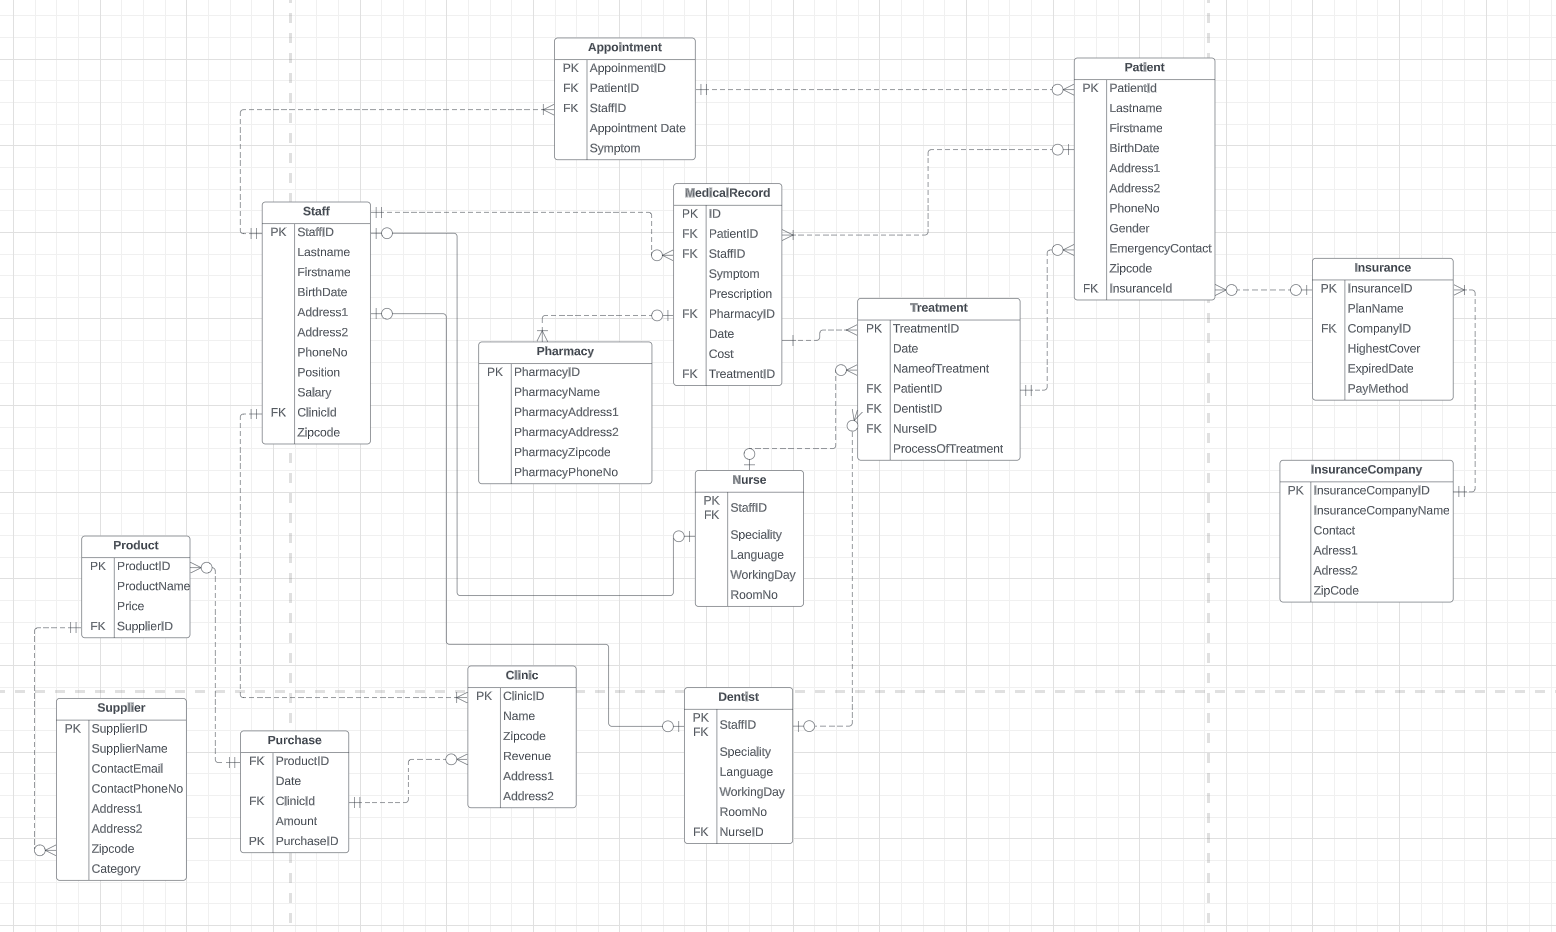 Appointment
PK AppoinmentID
FK PatientID
FK StaffID
Appointment Date
Symptom
Patient
PK PatientId
Lastname
Firstname
BirthDate
Address1
Address2
PhoneNo
Gender
EmergencyContact
Zipcode
FK InsuranceId
MedicalRecord
PK ID
FK PatientID
FK StaffID
Symptom
Prescription
FK PharmacyID
Date
Cost
FK TreatmentID
Staff
PK StaffID
Lastname
Firstname
BirthDate
Address1
Address2
PhoneNo
Position
Salary
FK ClinicId
Zipcode
Insurance
PK InsuranceID
PlanName
FK CompanyID
HighestCover
ExpiredDate
PayMethod
Treatment
PK TreatmentID
Date
NameofTreatment
FK PatientID
FK DentistID
FK NurseID
ProcessOfTreatment
Pharmacy
PK PharmacyID
PharmacyName
PharmacyAddress1
PharmacyAddress2
PharmacyZipcode
PharmacyPhoneNo
InsuranceCompany
PK InsuranceCompanyID
InsuranceCompanyName
Contact
Adress1
Adress2
ZipCode
Nurse
PK
FK StaffID
Speciality
Language
WorkingDay
RoomNo
Product
PK ProductID
ProductName
Price
FK SupplierID
Clinic
PK ClinicID
Name
Zipcode
Revenue
Address1
Address2
Dentist
PK
FK StaffID
Speciality
Language
WorkingDay
RoomNo
FK NurseID
Supplier
PK SupplierID
SupplierName
ContactEmail
ContactPhoneNo
Address1
Address2
Zipcode
Category
Purchase
FK ProductID
Date
FK ClinicId
Amount
PK PurchaseID